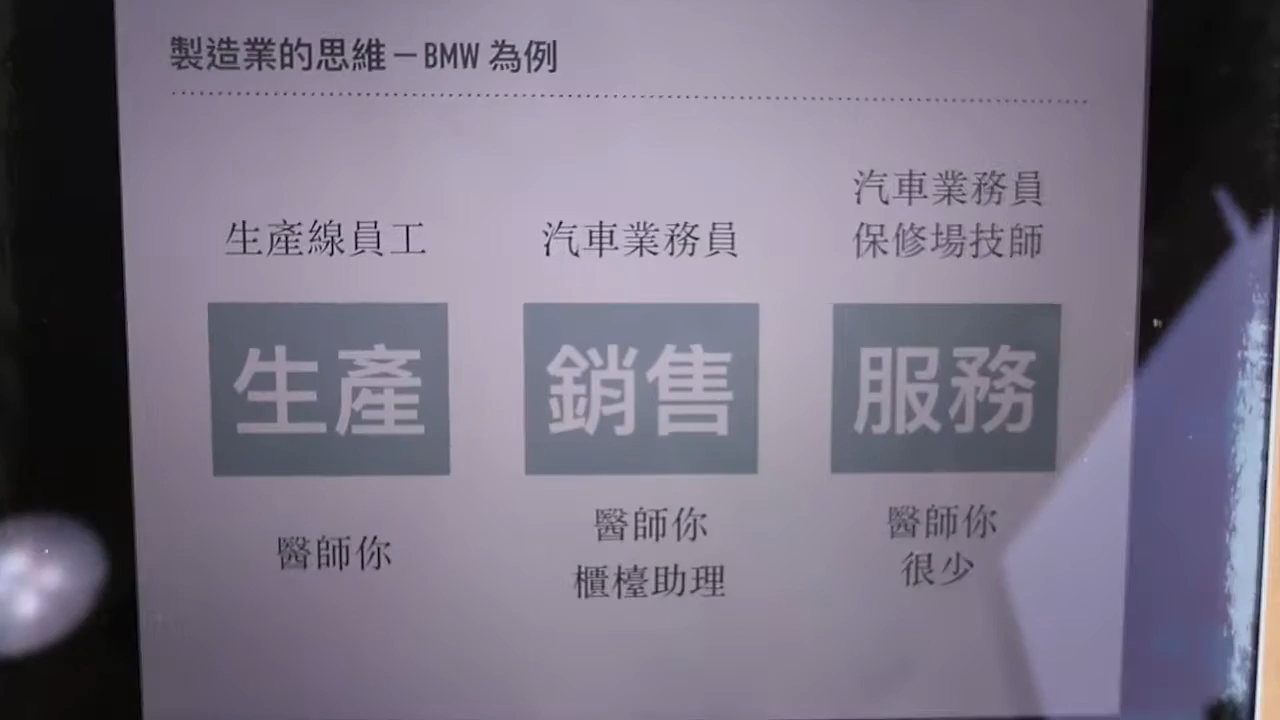 製造業的思維－BMW 為例
生產線員工
汽車業務員
汽車業務員
保修場技師
生產
銷售
服務
醫師你
醫師你
櫃檯助理
醫師你
很少